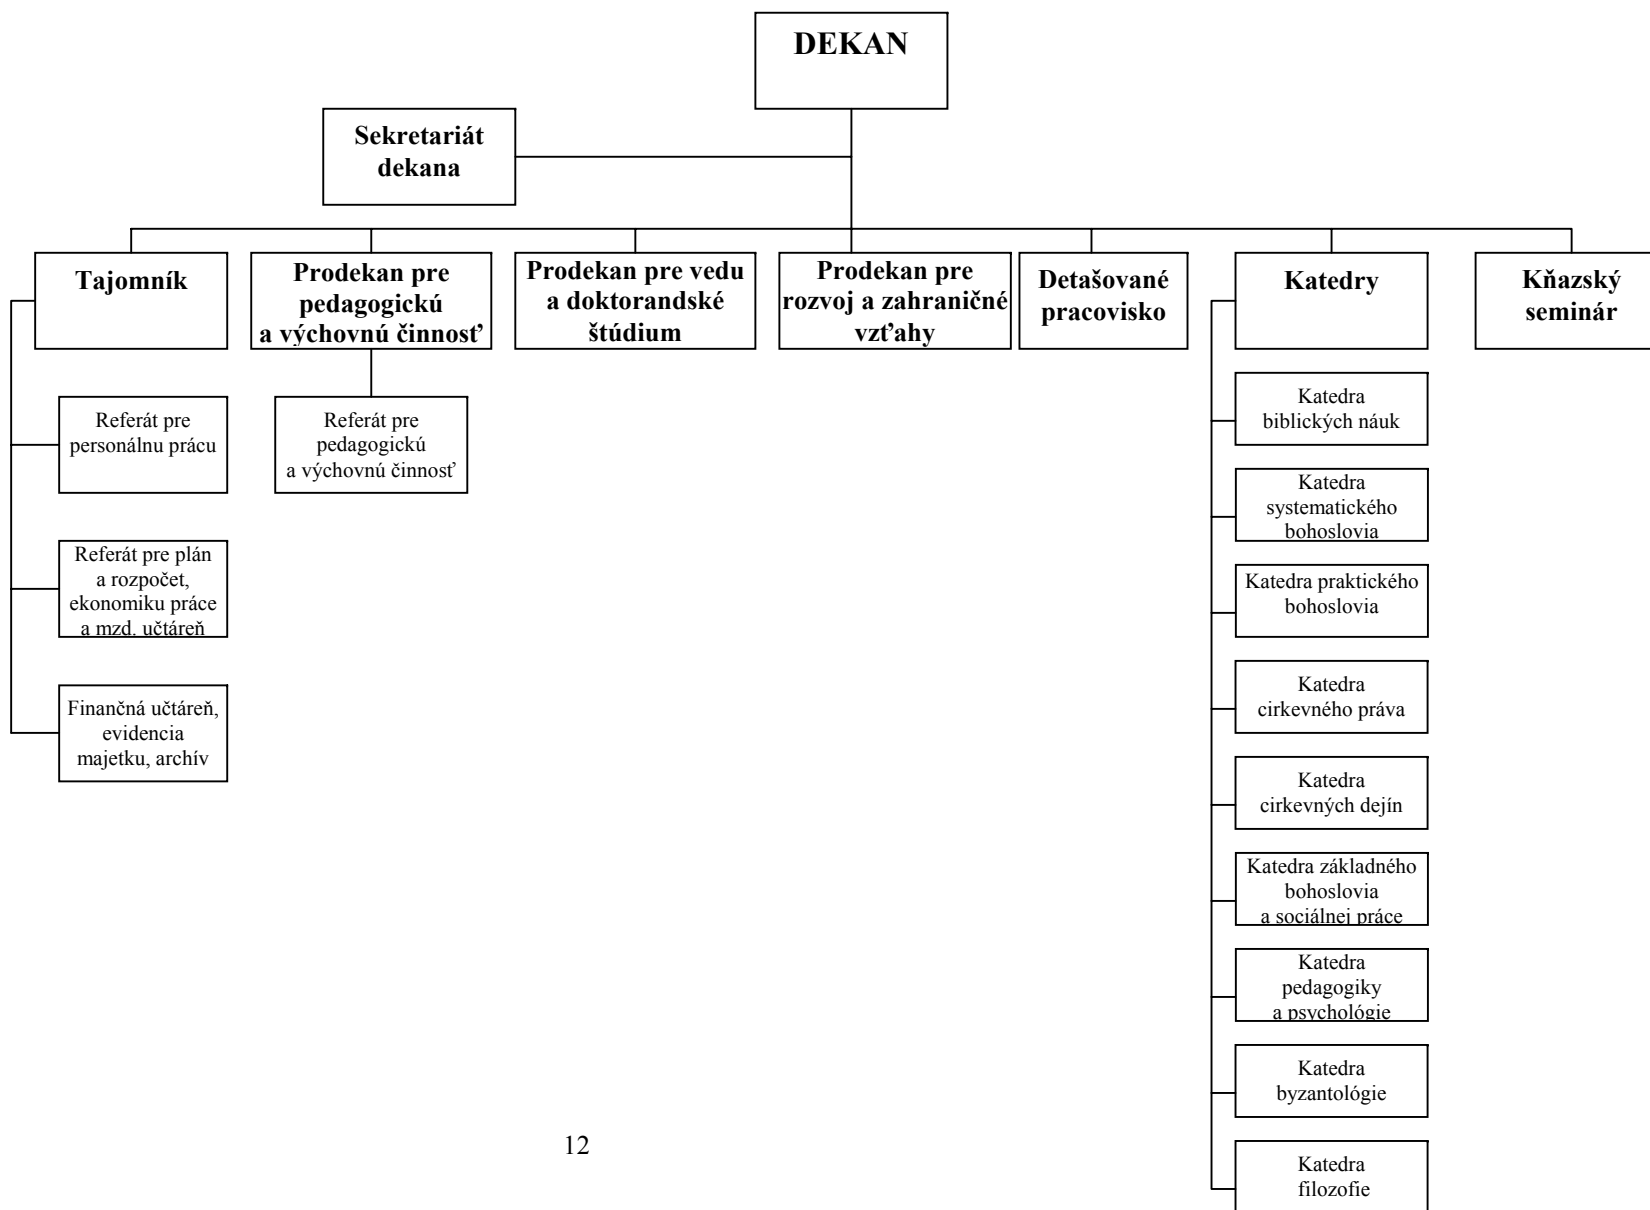 DEKAN
Sekretariát
dekana
Tajomník
Prodekan pre
pedagogickú
a výchovnú činnosť
Prodekan pre vedu
a doktorandské
štúdium
Prodekan pre
rozvoj a zahraničné
vzťahy
Detašované
pracovisko
Katedry
Kňazský
seminár
Referát pre
personálnu prácu
Referát pre plán
a rozpočet,
ekonomiku práce
a mzd. učtáreň
Finančná učtáreň,
evidencia
majetku, archív
Referát pre
pedagogickú
a výchovnú činnosť
Katedra
biblických náuk
Katedra
systematického
bohoslovia
Katedra praktického
bohoslovia
Katedra
cirkevného práva
Katedra
cirkevných dejín
Katedra základného
bohoslovia
a sociálnej práce
Katedra
pedagogiky
a psychológie
Katedra
byzantológie
Katedra
filozofie
12